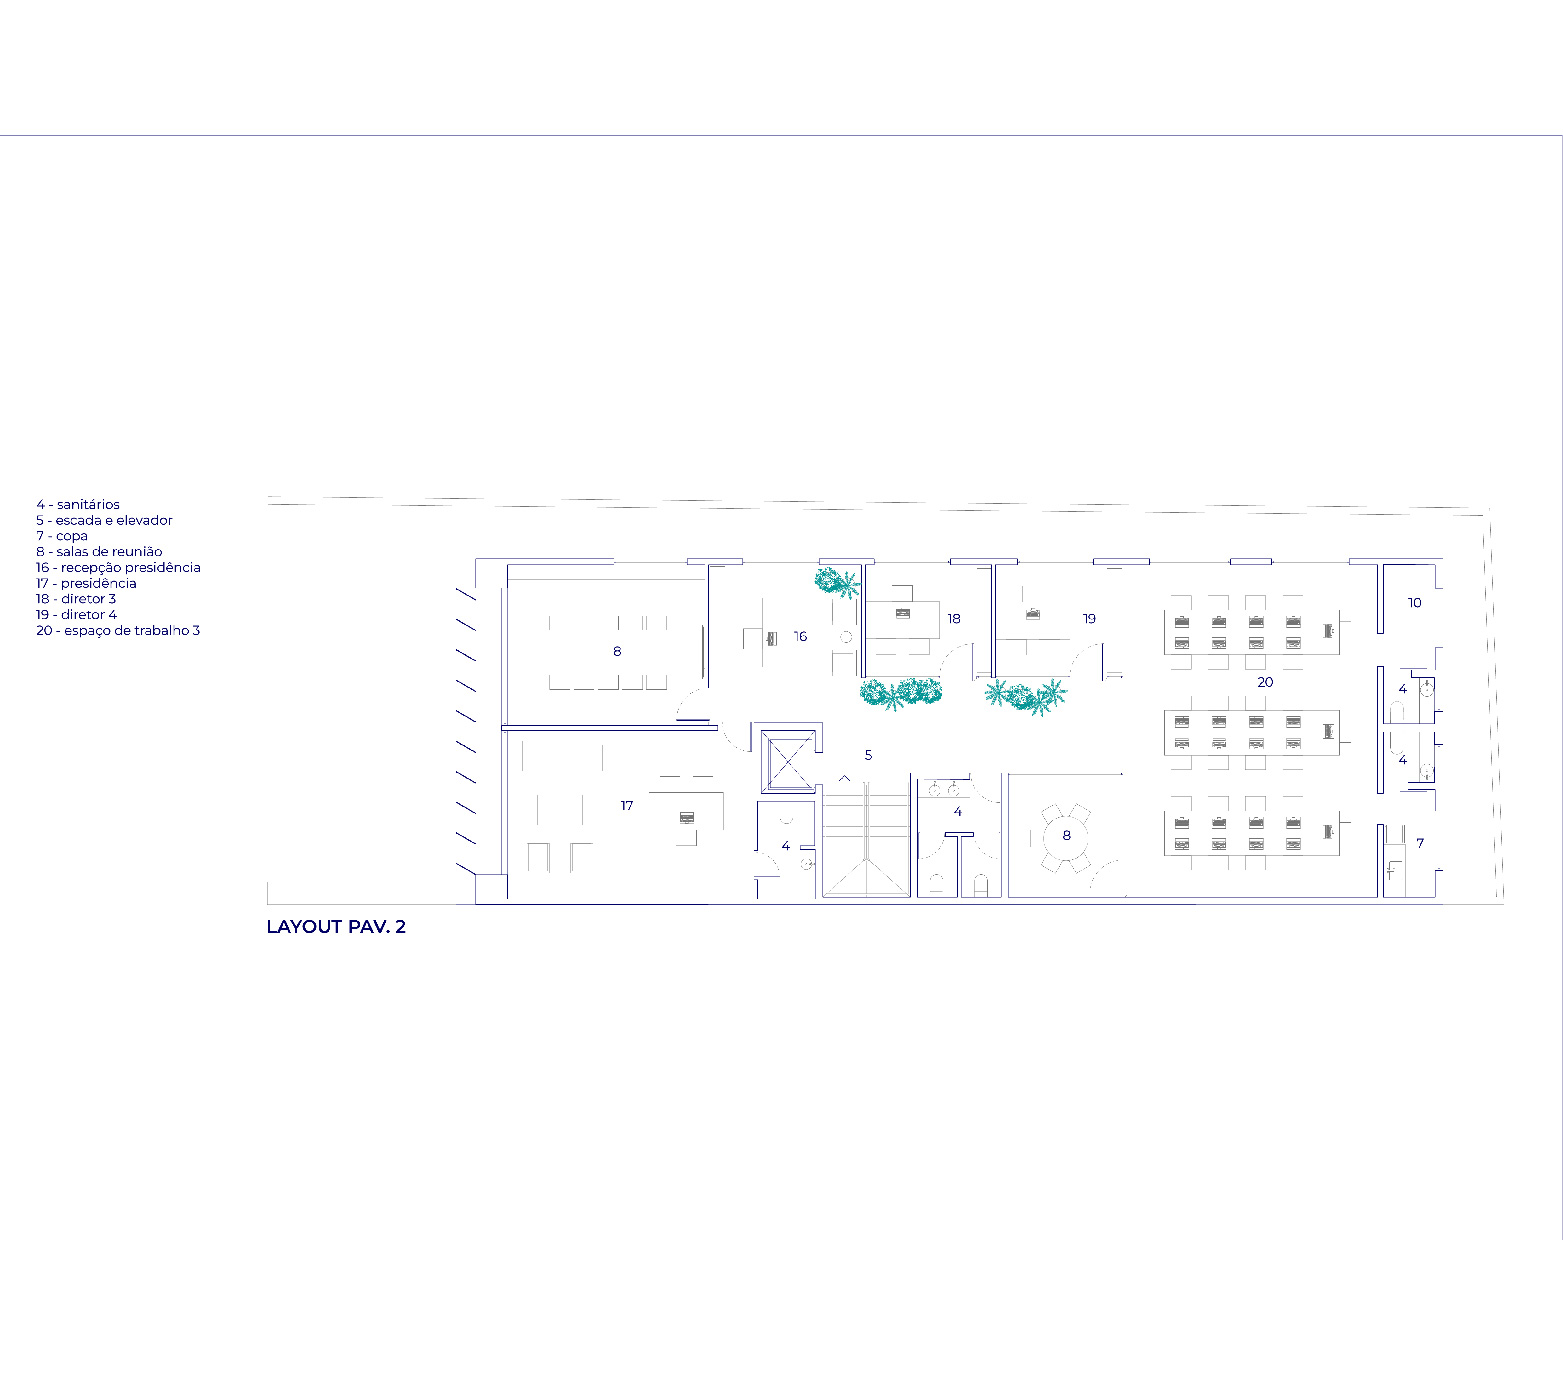 4 - sanitários
5 - escada e elevador
7 - copa
8 - salas de reunião
16 - recepção presidência
17 - presidência
18 - diretor 3
19 - diretor 4
20 - espaço de trabalho 3
10
18
19
16
8
20
4
5
4
17
4
8
7
4
LAYOUT PAV. 2